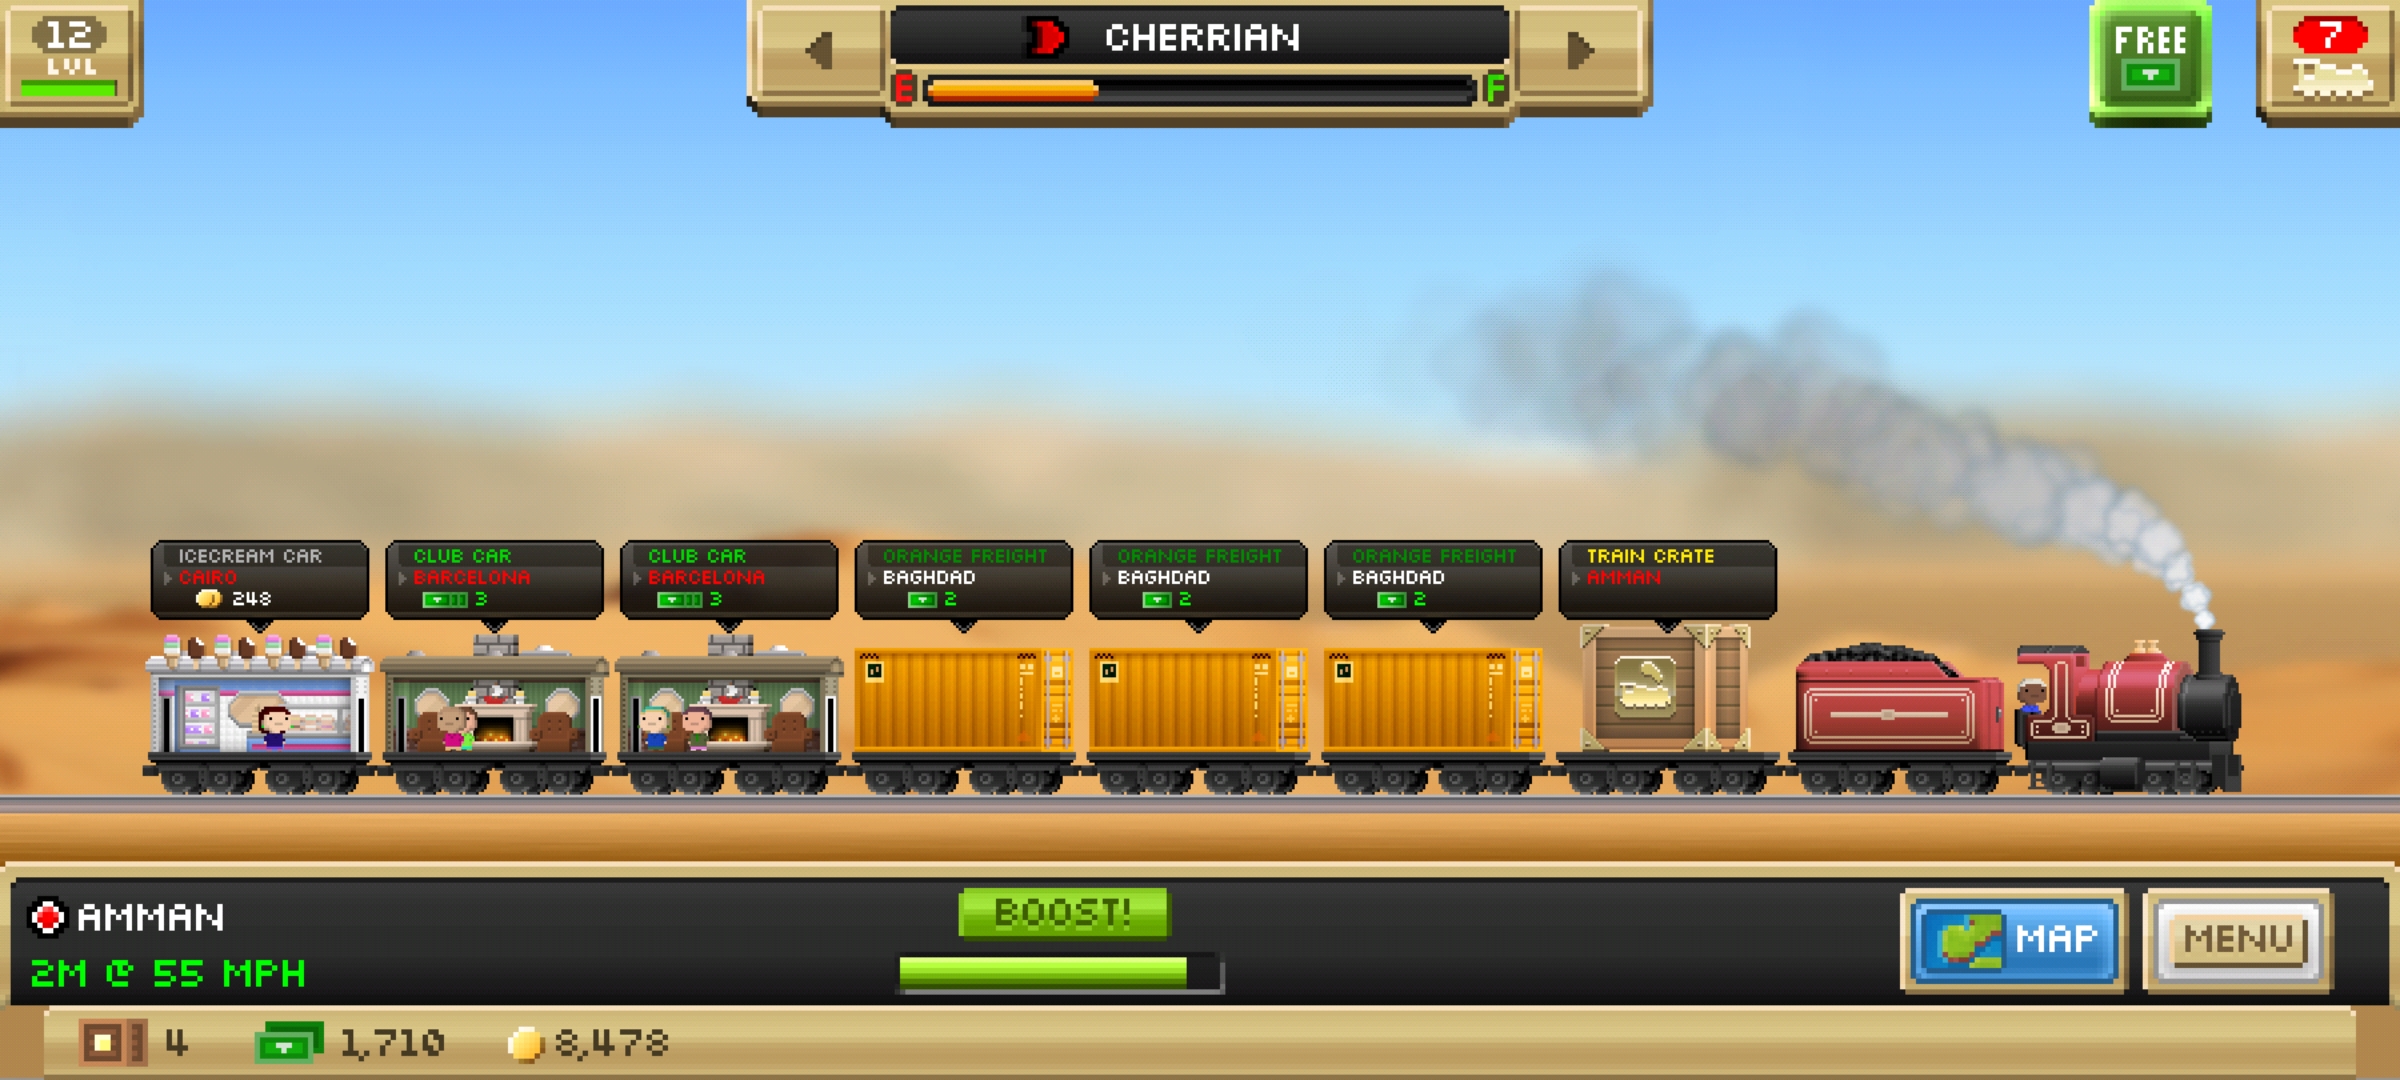 12
LVL
CHERRIAN
E
F
FREE
7
ICECREAM CAR
CAIRO
248
CLUB CAR
BARCELONA
3
CLUB CAR
BARCELONA
3
ORANGE FREIGHT
BAGHDAD
2
ORANGE FREIGHT
BAGHDAD
2
ORANGE FREIGHT
BAGHDAD
2
TRAIN CRATE
AMMAN
AMMAN
2M @ 55 MPH
BOOST!
MAP
MENU
4
1,710
8,478